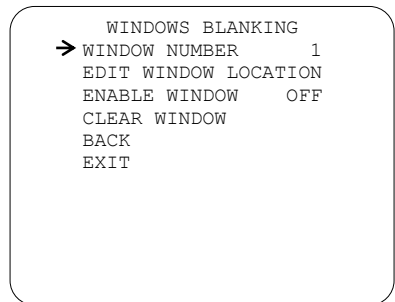 WINDOWS BLANKING
WINDOW NUMBER 1
EDIT WINDOW LOCATION
ENABLE WINDOW OFF
CLEAR WINDOW
BACK
EXIT